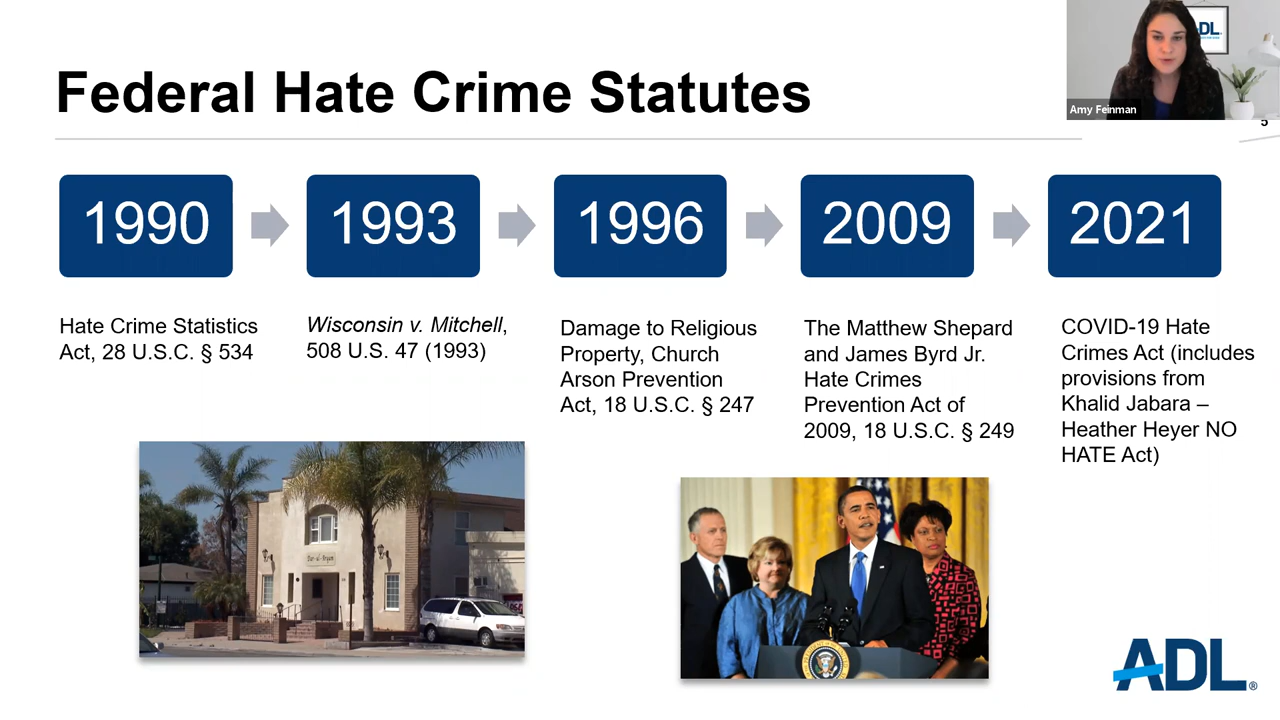 Federal Hate Crime Statutes
ADL
Amy Feinman
5
1990
1993
1996
2009
2021
Hate Crime Statistics
Act, 28 U.S.C. § 534
Wisconsin v. Mitchell,
508 U.S. 47 (1993)
Damage to Religious
Property, Church
Arson Prevention
Act, 18 U.S.C. § 247
The Matthew Shepard
and James Byrd Jr.
Hate Crimes
Prevention Act of
2009, 18 U.S.C. § 249
COVID-19 Hate
Crimes Act (includes
provisions from
Khalid Jabara –
Heather Heyer NO
HATE Act)
ADL®